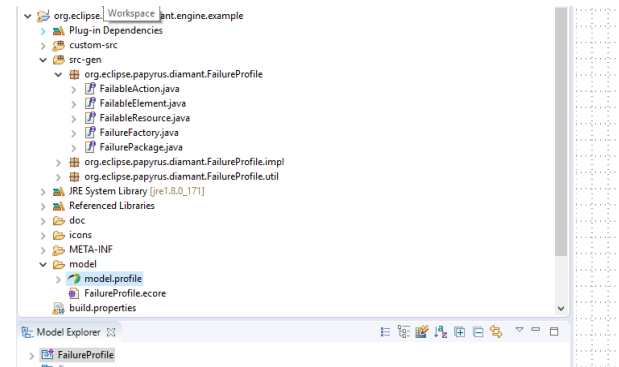 org.eclipse.
Workspace
ant.engine.example
Plug-in Dependencies
custom-src
src-gen
org.eclipse.papyrus.diamant.FailureProfile
FailableAction.java
FailableElement.java
FailableResource.java
FailureFactory.java
FailurePackage.java
org.eclipse.papyrus.diamant.FailureProfile.impl
org.eclipse.papyrus.diamant.FailureProfile.util
JRE System Library [jre1.8.0_171]
Referenced Libraries
doc
icons
META-INF
model
model.profile
FailureProfile.ecore
build.properties
Model Explorer
FailureProfile